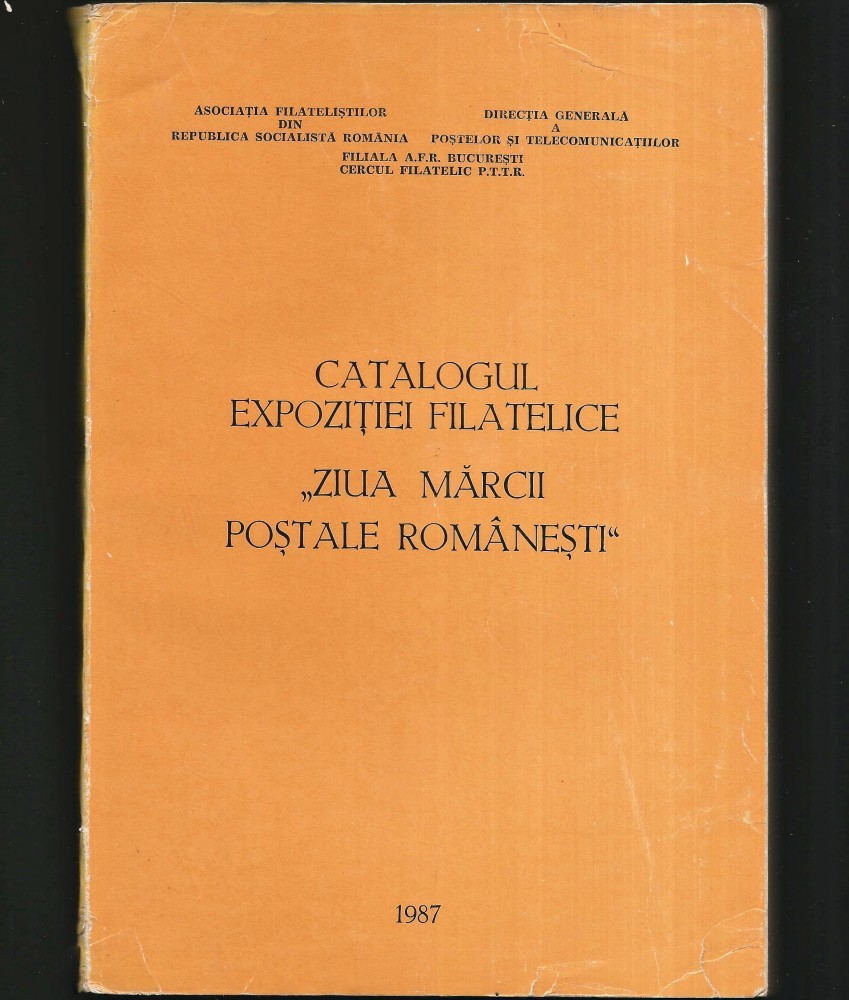 ASOCIAȚIA FILATELIȘTILOR
DIN
REPUBLICA SOCIALISTĂ ROMÂNIA
DIRECȚIA GENERALĂ
A
POȘTELOR ȘI TELECOMUNICAȚIILOR
FILIALA A.F.R. BUCUREȘTI
CERCUL FILATELIC P.T.T.R.
CATALOGUL
EXPOZIȚIEI FILATELICE
„ZIUA MĂRCII
POȘTALE ROMÂNEȘTI“
1987